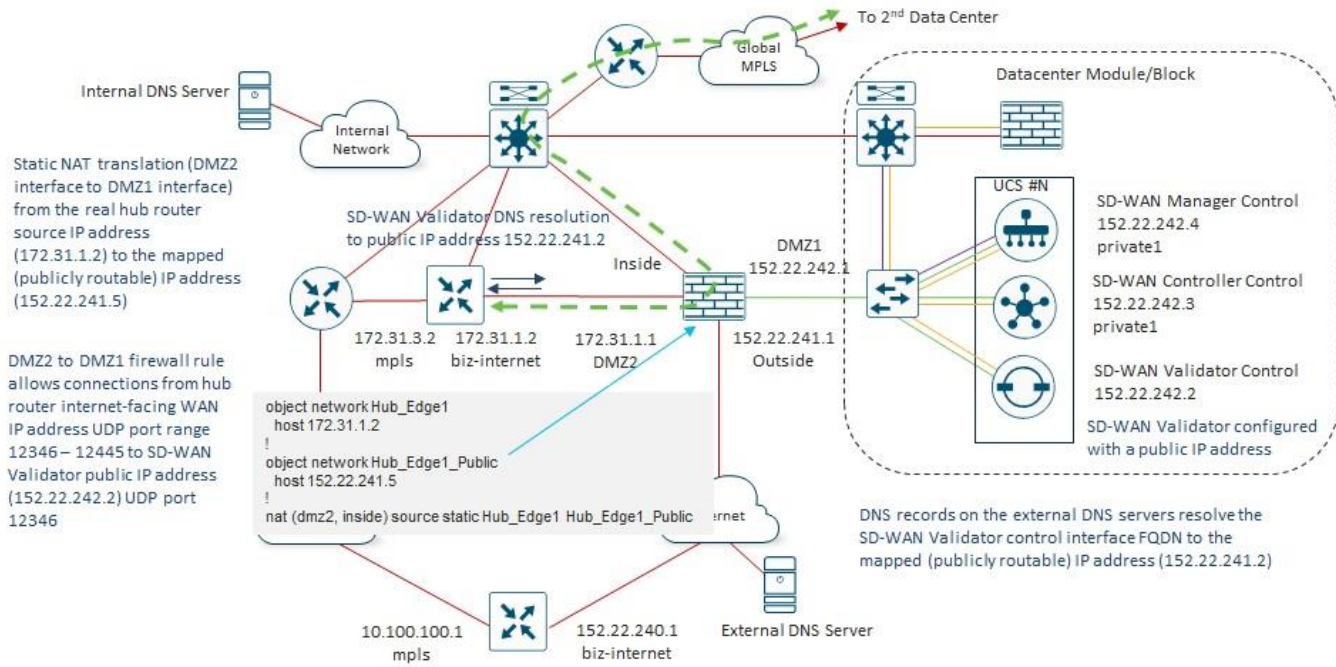 To 2nd Data Center
Global
MPLS
Datacenter Module/Block
Internal DNS Server
Internal
Network
Static NAT translation (DMZ2
interface to DMZ1 interface)
from the real hub router
source IP address
(172.31.1.2) to the mapped
(publicly routable) IP address
(152.22.241.5)
SD-WAN Validator DNS resolution
to public IP address 152.22.241.2
Inside
DMZ1
152.22.242.1
UCS #N
SD-WAN Manager Control
152.22.242.4
private1
SD-WAN Controller Control
152.22.242.3
private1
SD-WAN Validator Control
152.22.242.2
SD-WAN Validator configured
with a public IP address
172.31.3.2
mpls
172.31.1.2
biz-internet
172.31.1.1
DMZ2
152.22.241.1
Outside
DMZ2 to DMZ1 firewall rule
allows connections from hub
router internet-facing WAN
IP address UDP port range
12346 – 12445 to SD-WAN
Validator public IP address
(152.22.242.2) UDP port
12346
object network Hub_Edge1
host 172.31.1.2
!
object network Hub_Edge1_Public
host 152.22.241.5
!
nat (dmz2, inside) source static Hub_Edge1 Hub_Edge1_Public
ernet
DNS records on the external DNS servers resolve the
SD-WAN Validator control interface FQDN to the
mapped (publicly routable) IP address (152.22.241.2)
10.100.100.1
mpls
152.22.240.1
biz-internet
External DNS Server